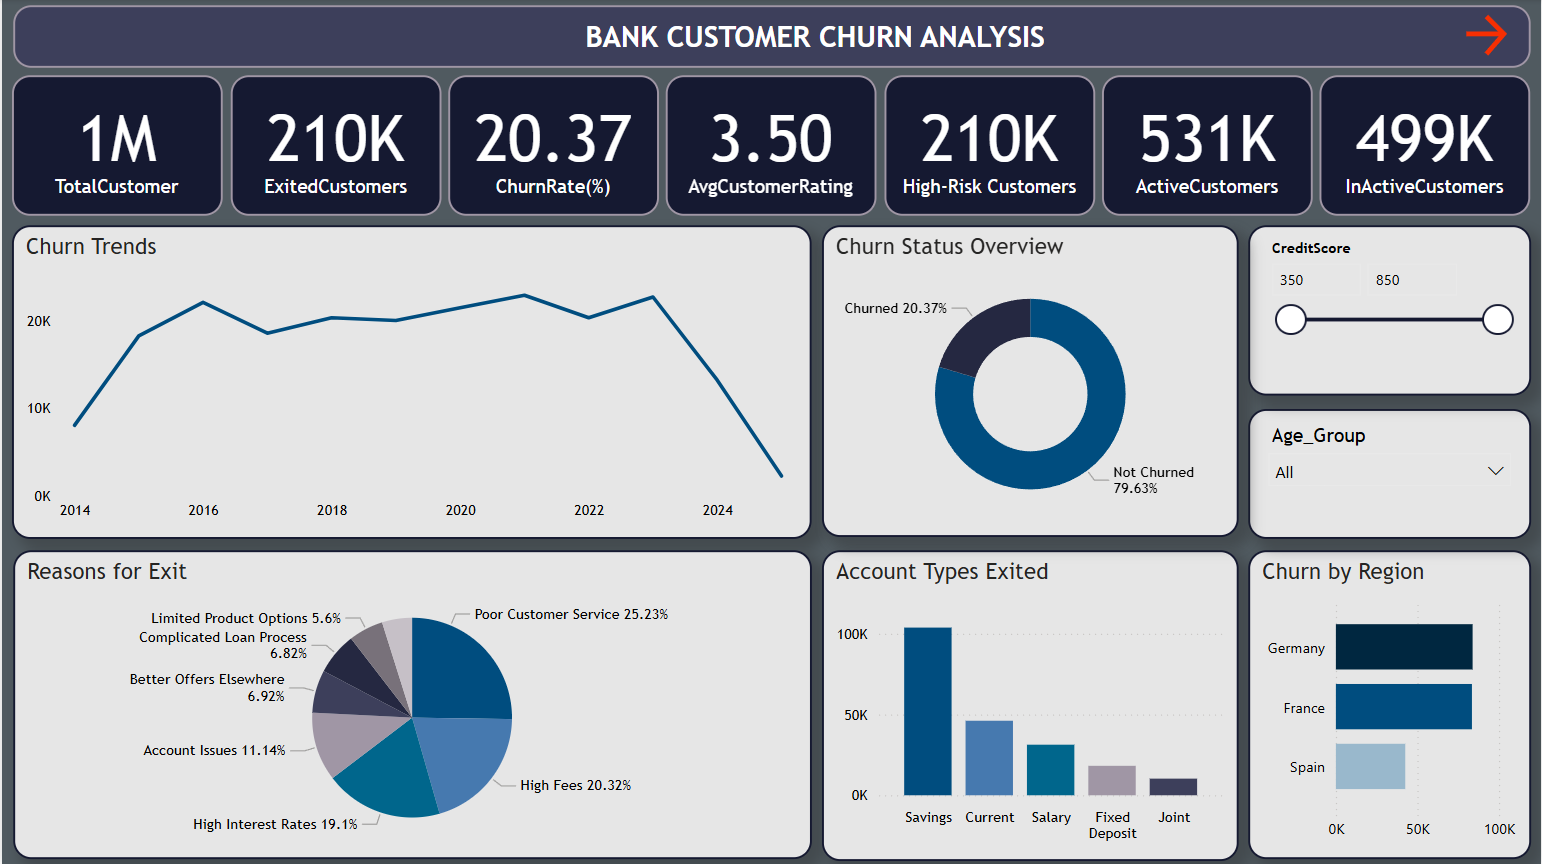 BANK CUSTOMER CHURN ANALYSIS
1M
TotalCustomer
210K
ExitedCustomers
20.37
ChurnRate(%)
3.50
AvgCustomerRating
210K
High-Risk Customers
531K
ActiveCustomers
499K
InActiveCustomers
Churn Trends
20K
10K
0K
2014
2016
2018
2020
2022
2024
Churn Status Overview
Churned 20.37%
Not Churned
79.63%
CreditScore
350
850
Age_Group
All
Reasons for Exit
Limited Product Options 5.6%
Complicated Loan Process
6.82%
Better Offers Elsewhere
6.92%
Account Issues 11.14%
High Interest Rates 19.1%
Poor Customer Service 25.23%
High Fees 20.32%
Account Types Exited
100K
50K
0K
Savings
Current
Salary
Fixed
Deposit
Joint
Churn by Region
Germany
France
Spain
0K
50K
100K